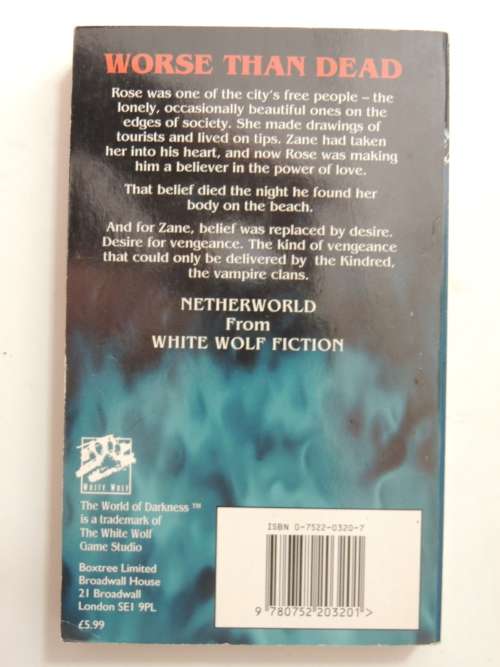 WORSE THAN DEAD
Rose was one of the city's free people – the
lonely, occasionally beautiful ones on the
edges of society. She made drawings of
tourists and lived on tips. Zane had taken
her into his heart, and now Rose was making
him a believer in the power of love.
That belief died the night he found her
body on the beach.
And for Zane, belief was replaced by desire.
Desire for vengeance. The kind of vengeance
that could only be delivered by the Kindred,
the vampire clans.
NETHERWORLD
From
WHITE WOLF FICTION
WHITE WOLF
The World of Darkness ™
is a trademark of
The White Wolf
Game Studio
Boxtree Limited
Broadwall House
21 Broadwall
London SE1 9PL
£5.99
ISBN 0-7522-0320-7
9 780752 203201 >